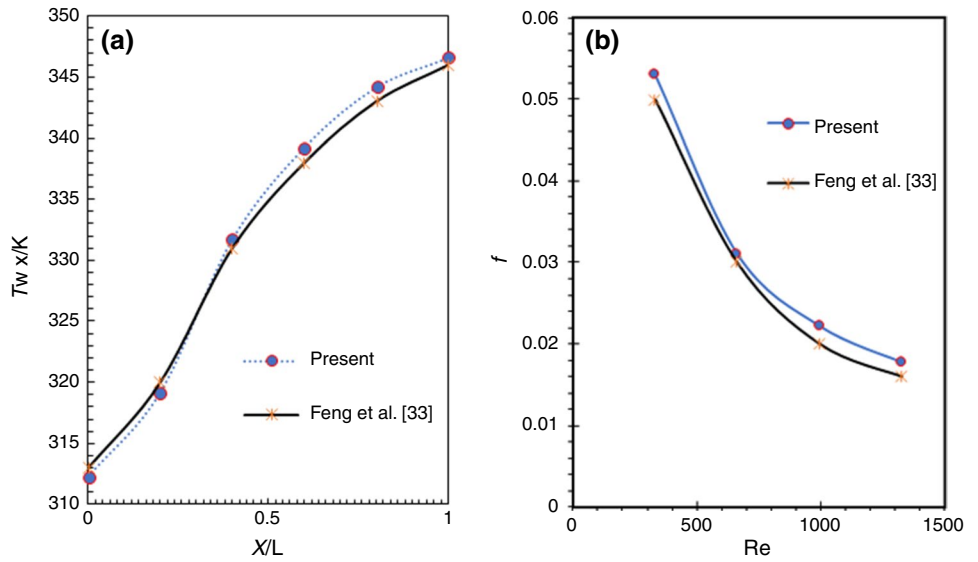 (a)
350
345
340
335
330
325
320
315
310
Tw x/K
0
0.5
1
X/L
Present
Feng et al. [33]
(b)
0.06
0.05
0.04
0.03
0.02
0.01
0
f
0
500
1000
1500
Re
Present
Feng et al. [33]